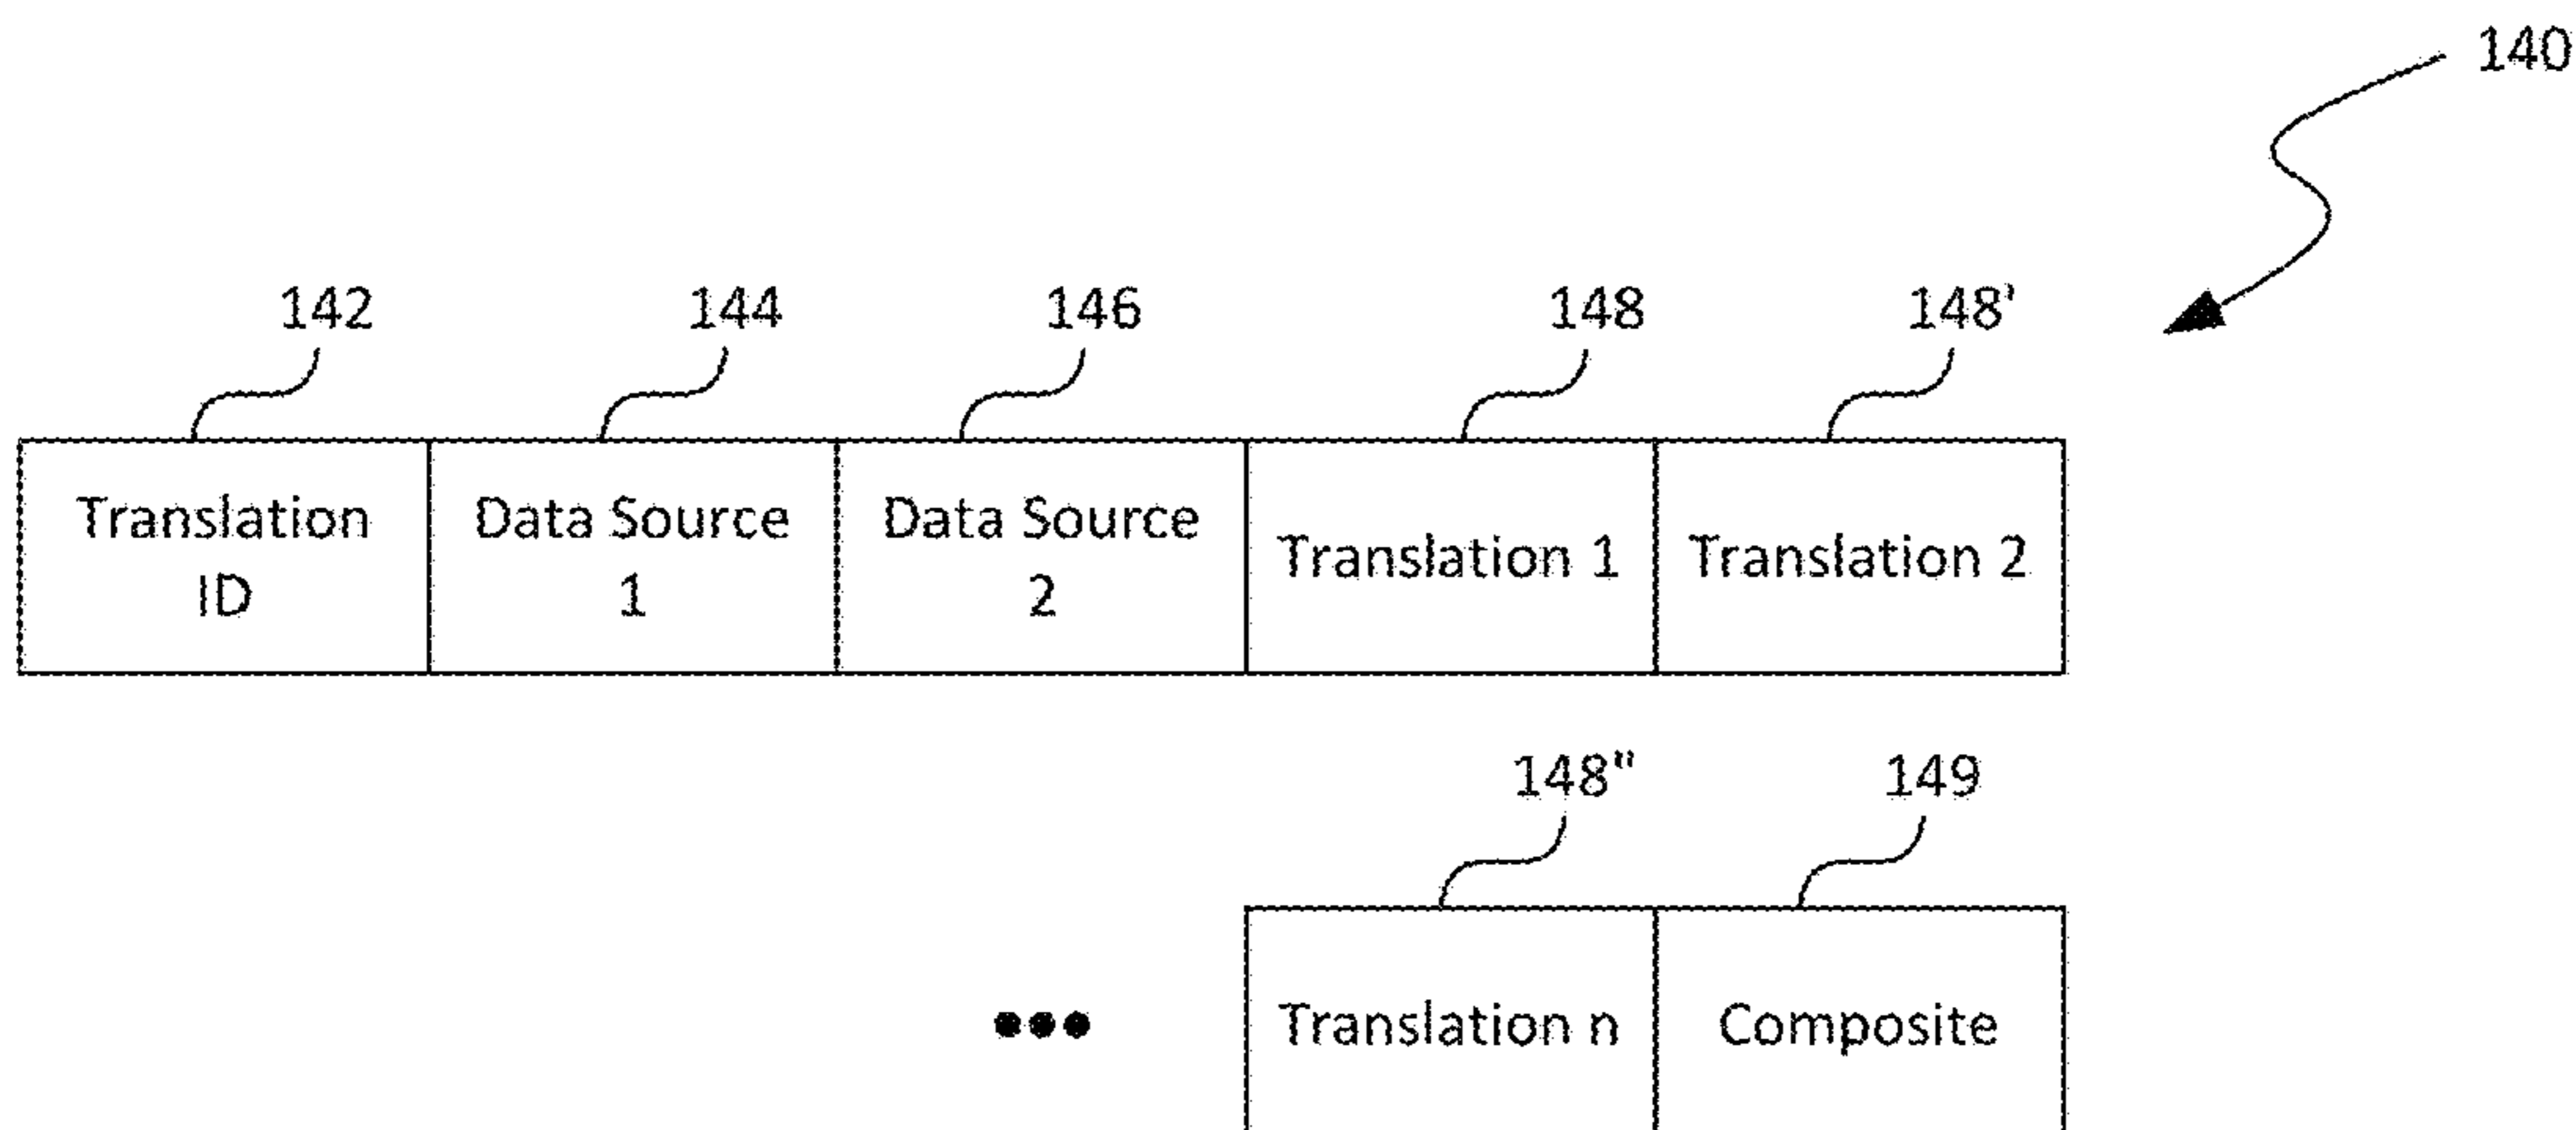 140
142 144 146 148 148'
Translation ID
Data Source 1
Data Source 2
Translation 1
Translation 2
148" 149
••• Translation n
Composite